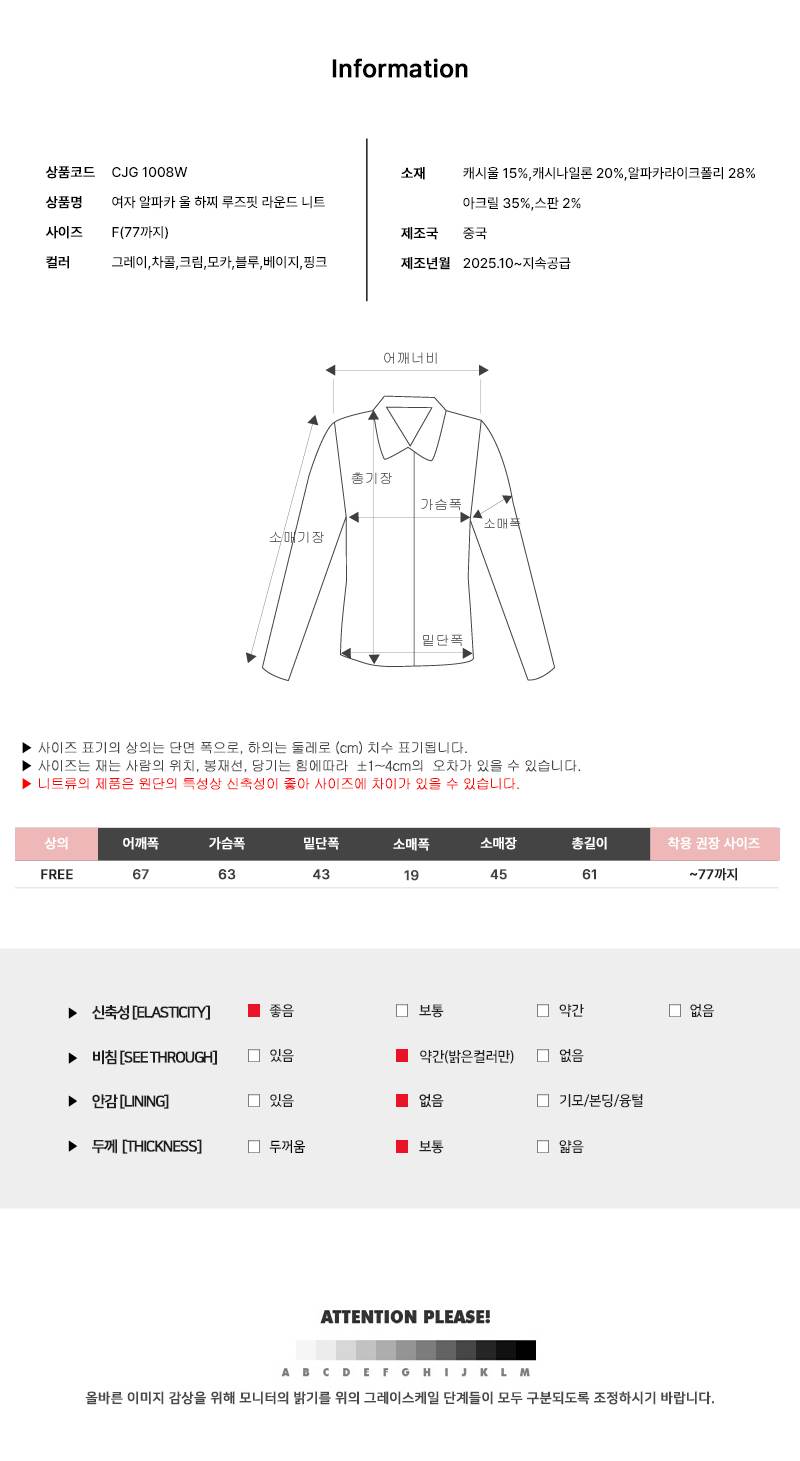 Information
상품코드 CJG 1008W
상품명 여자 알파카 울 하찌 루즈핏 라운드 니트
사이즈 F(77까지)
컬러 그레이,차콜,크림,모카,블루,베이지,핑크
소재 캐시울 15%,캐시나일론 20%,알파카라이크폴리 28%
아크릴 35%,스판 2%
제조국 중국
제조년월 2025.10~지속공급
어깨너비
총기장
가슴폭
소매폭
소매기장
밑단폭
▶ 사이즈 표기의 상의는 단면 폭으로, 하의는 둘레로 (cm) 치수 표기됩니다.
▶ 사이즈는 재는 사람의 위치, 봉재선, 당기는 힘에따라 ±1~4cm의 오차가 있을 수 있습니다.
▶ 니트류의 제품은 원단의 특성상 신축성이 좋아 사이즈에 차이가 있을 수 있습니다.
상의 어깨폭 가슴폭 밑단폭 소매폭 소매장 총길이 착용 권장 사이즈
FREE 67 63 43 19 45 61 ~77까지
▶ 신축성 [ELASTICITY] 좋음 보통 약간 없음
▶ 비침 [SEE THROUGH] 있음 약간(밝은컬러만) 없음
▶ 안감 [LINING] 있음 없음 기모/본딩/융털
▶ 두께 [THICKNESS] 두꺼움 보통 얇음
ATTENTION PLEASE!
A B C D E F G H I J K L M
올바른 이미지 감상을 위해 모니터의 밝기를 위의 그레이스케일 단계들이 모두 구분되도록 조정하시기 바랍니다.